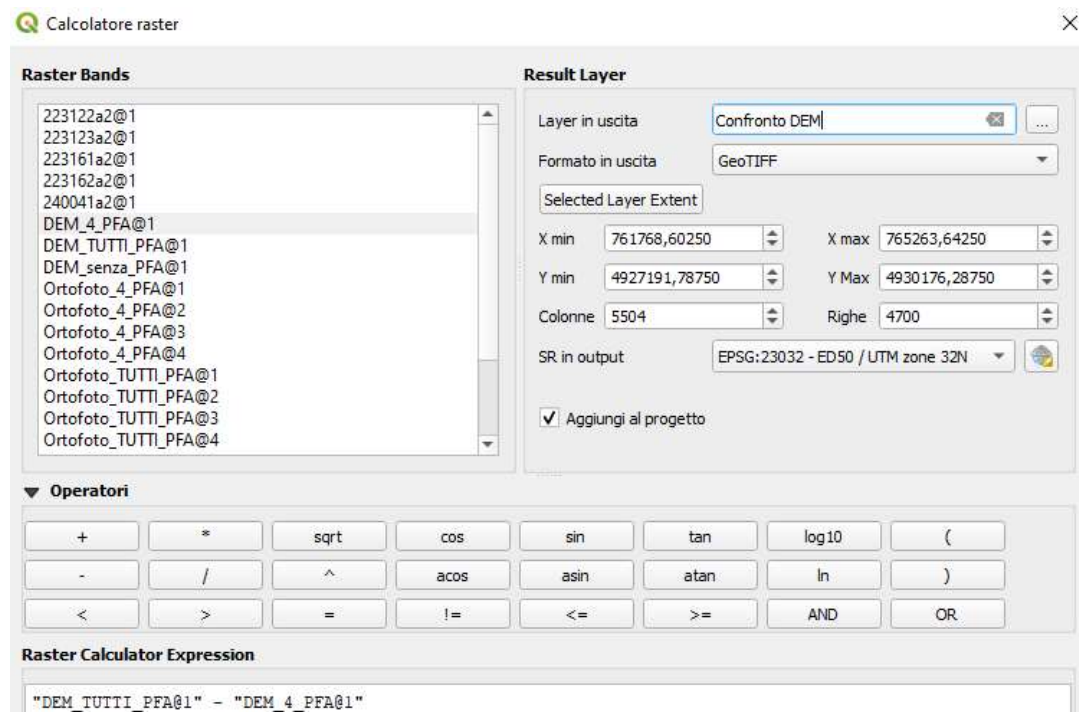 Calcolatore raster
Raster Bands
223122a2@1
223123a2@1
223161a2@1
223162a2@1
240041a2@1
DEM_4_PFA@1
DEM_TUTTI_PFA@1
DEM_senza_PFA@1
Ortofoto_4_PFA@1
Ortofoto_4_PFA@2
Ortofoto_4_PFA@3
Ortofoto_4_PFA@4
Ortofoto_TUTTI_PFA@1
Ortofoto_TUTTI_PFA@2
Ortofoto_TUTTI_PFA@3
Ortofoto_TUTTI_PFA@4
Result Layer
Layer in uscita Confronto DEM ...
Formato in uscita GeoTIFF
Selected Layer Extent
X min 761768,60250 X max 765263,64250
Y min 4927191,78750 Y Max 4930176,28750
Colonne 5504 Righe 4700
SR in output EPSG:23032 - ED50 / UTM zone 32N
Aggiungi al progetto
Operatori
+ * sqrt cos sin tan log10 (
- / ^ acos asin atan ln )
< > = != <= >= AND OR
Raster Calculator Expression
"DEM_TUTTI_PFA@1" - "DEM_4_PFA@1"